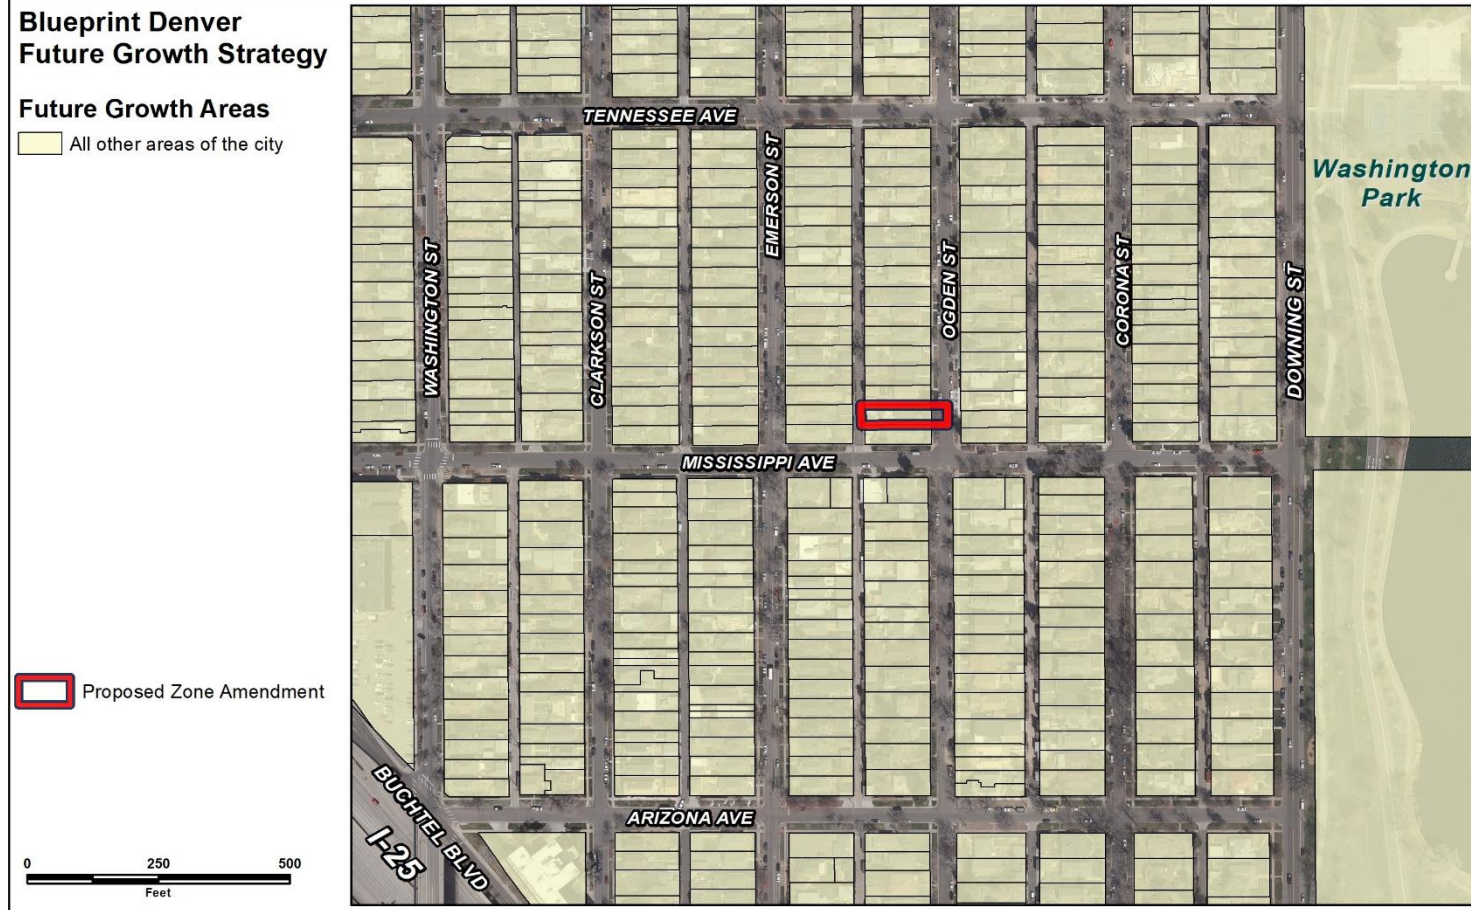 Blueprint Denver
Future Growth Strategy
Future Growth Areas
All other areas of the city
Proposed Zone Amendment
0 250 500
Feet
TENNESSEE AVE
EMERSON ST
Washington
Park
WASHINGTON ST
CLARKSON ST
OGDEN ST
CORONA ST
DOWNING ST
MISSISSIPPI AVE
ARIZONA AVE
BUCHTEL BLVD
I-25